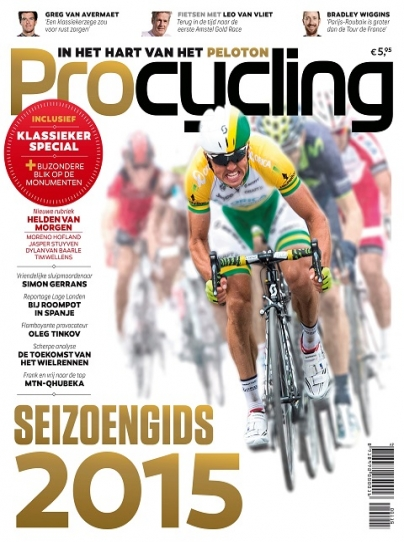 GREG VAN AVERMAET
'Een klassiekerzege zou
voor rust zorgen'
FIETSEN MET LEO VAN VLIET
Terug in de tijd naar de
eerste Amstel Gold Race
BRADLEY WIGGINS
'Parijs-Roubaix is groter
dan de Tour de France'
IN HET HART VAN HET PELOTON
€ 5,95
Procycling
INCLUSIEF
KLASSIEKER
SPECIAL
+ BIJZONDERE
BLIK OP DE
MONUMENTEN
Nieuwe rubriek
HELDEN VAN
MORGEN
MORENO HOFLAND
JASPER STUYVEN
DYLAN VAN BAARLE
TIM WELLENS
Vriendelijke sluipmoordenaar
SIMON GERRANS
Reportage Lage Landen
BIJ ROOMPOT
IN SPANJE
Flamboyante provocateur
OLEG TINKOV
Scherpe analyse
DE TOEKOMST VAN
HET WIELRENNEN
Frank en vrij naar de top
MTN-QHUBEKA
SEIZOENGIDS
2015